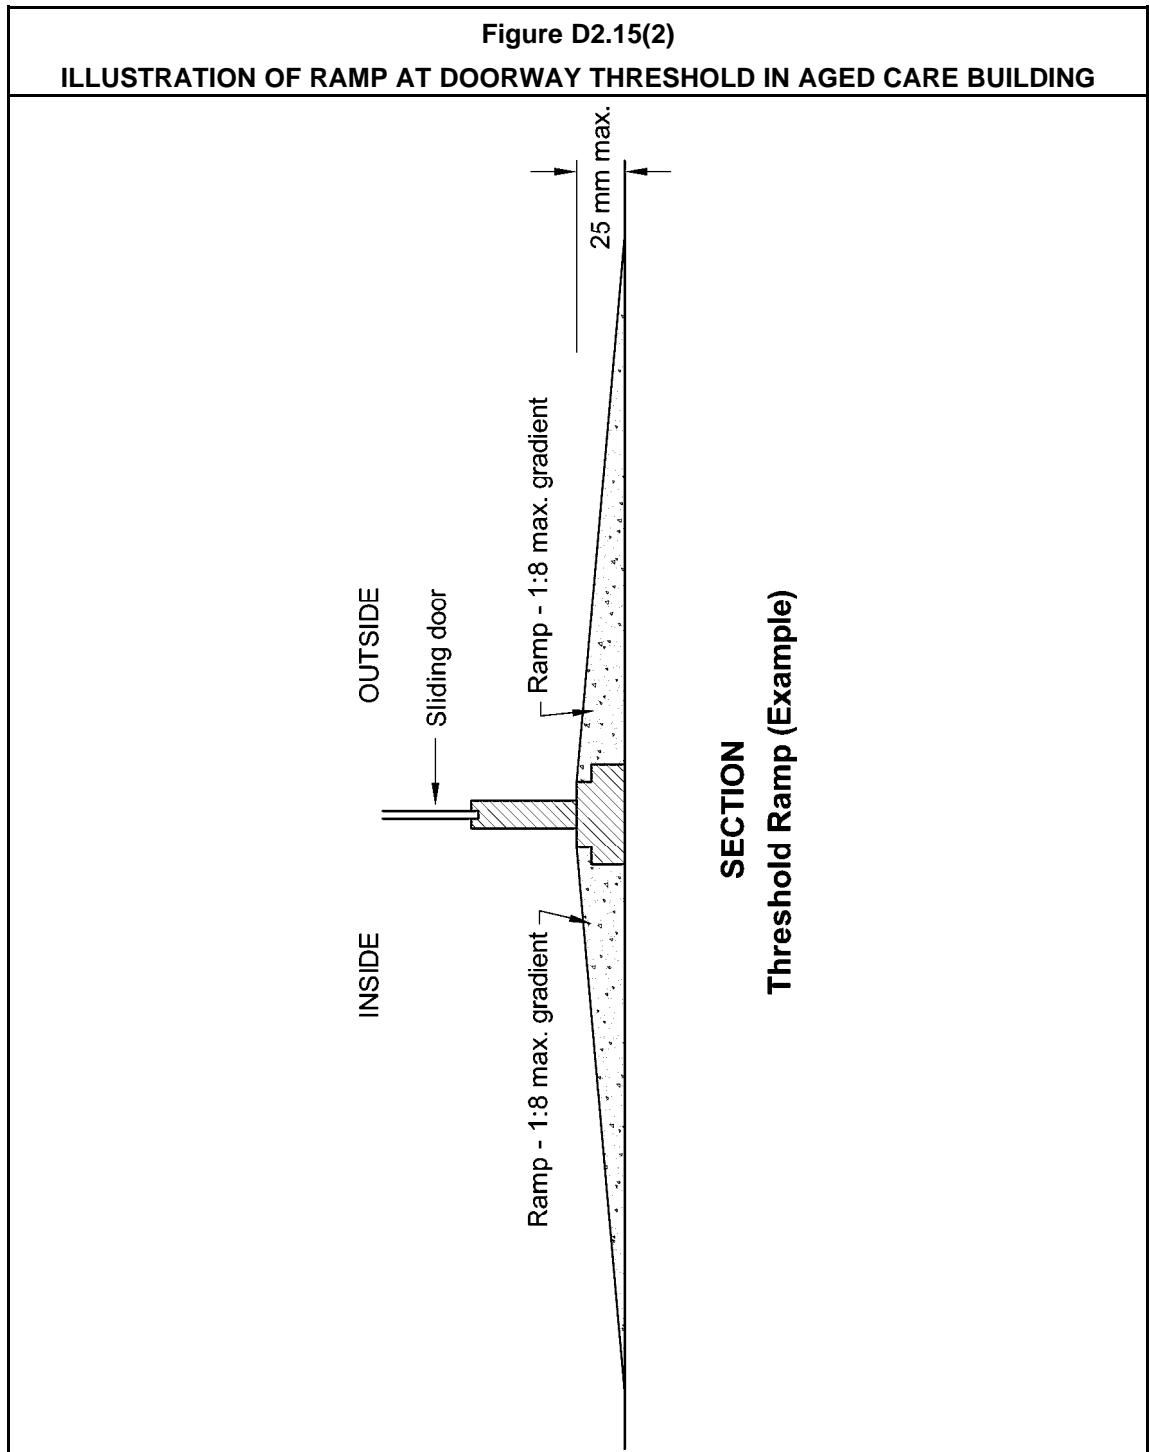 Figure D2.15(2)
ILLUSTRATION OF RAMP AT DOORWAY THRESHOLD IN AGED CARE BUILDING
25 mm max.
Ramp - 1:8 max. gradient
OUTSIDE
Sliding door
INSIDE
Ramp - 1:8 max. gradient
SECTION
Threshold Ramp (Example)